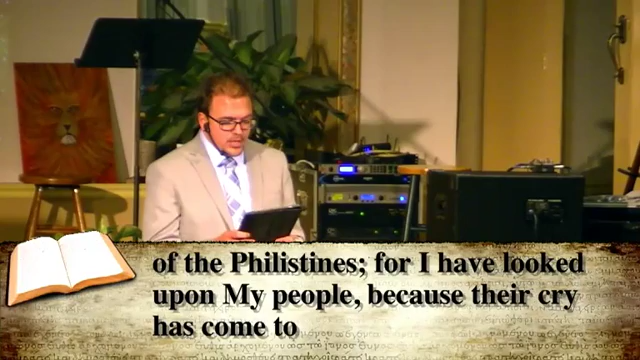 of the Philistines; for I have looked
upon My people, because their cry
has come to